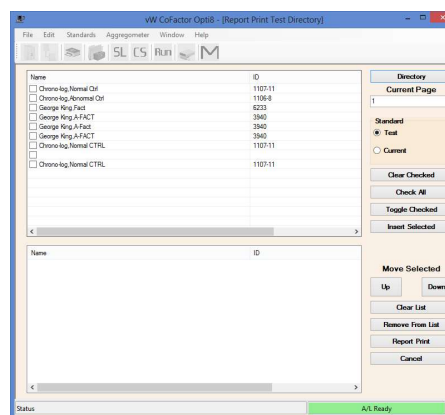 vW CoFactor Opti8 - [Report Print Test Directory]
File Edit Standards Aggregometer Window Help
SL CS Run M
Name ID
Chrono-log,Normal Ctrl 1107-11
Chrono-log,Abnormal Ctrl 1106-8
George King,Fact 6233
George King,A-FACT 3940
George King,A-Fact 3940
George King,A-FACT 3940
Chrono-log,Normal CTRL 1107-11
Chrono-log,Normal CTRL 1107-11
Directory
Current Page
1
Standard
Test
Current
Clear Checked
Check All
Toggle Checked
Insert Selected
Name ID
Move Selected
Up Down
Clear List
Remove From List
Report Print
Cancel
Status A/L Ready